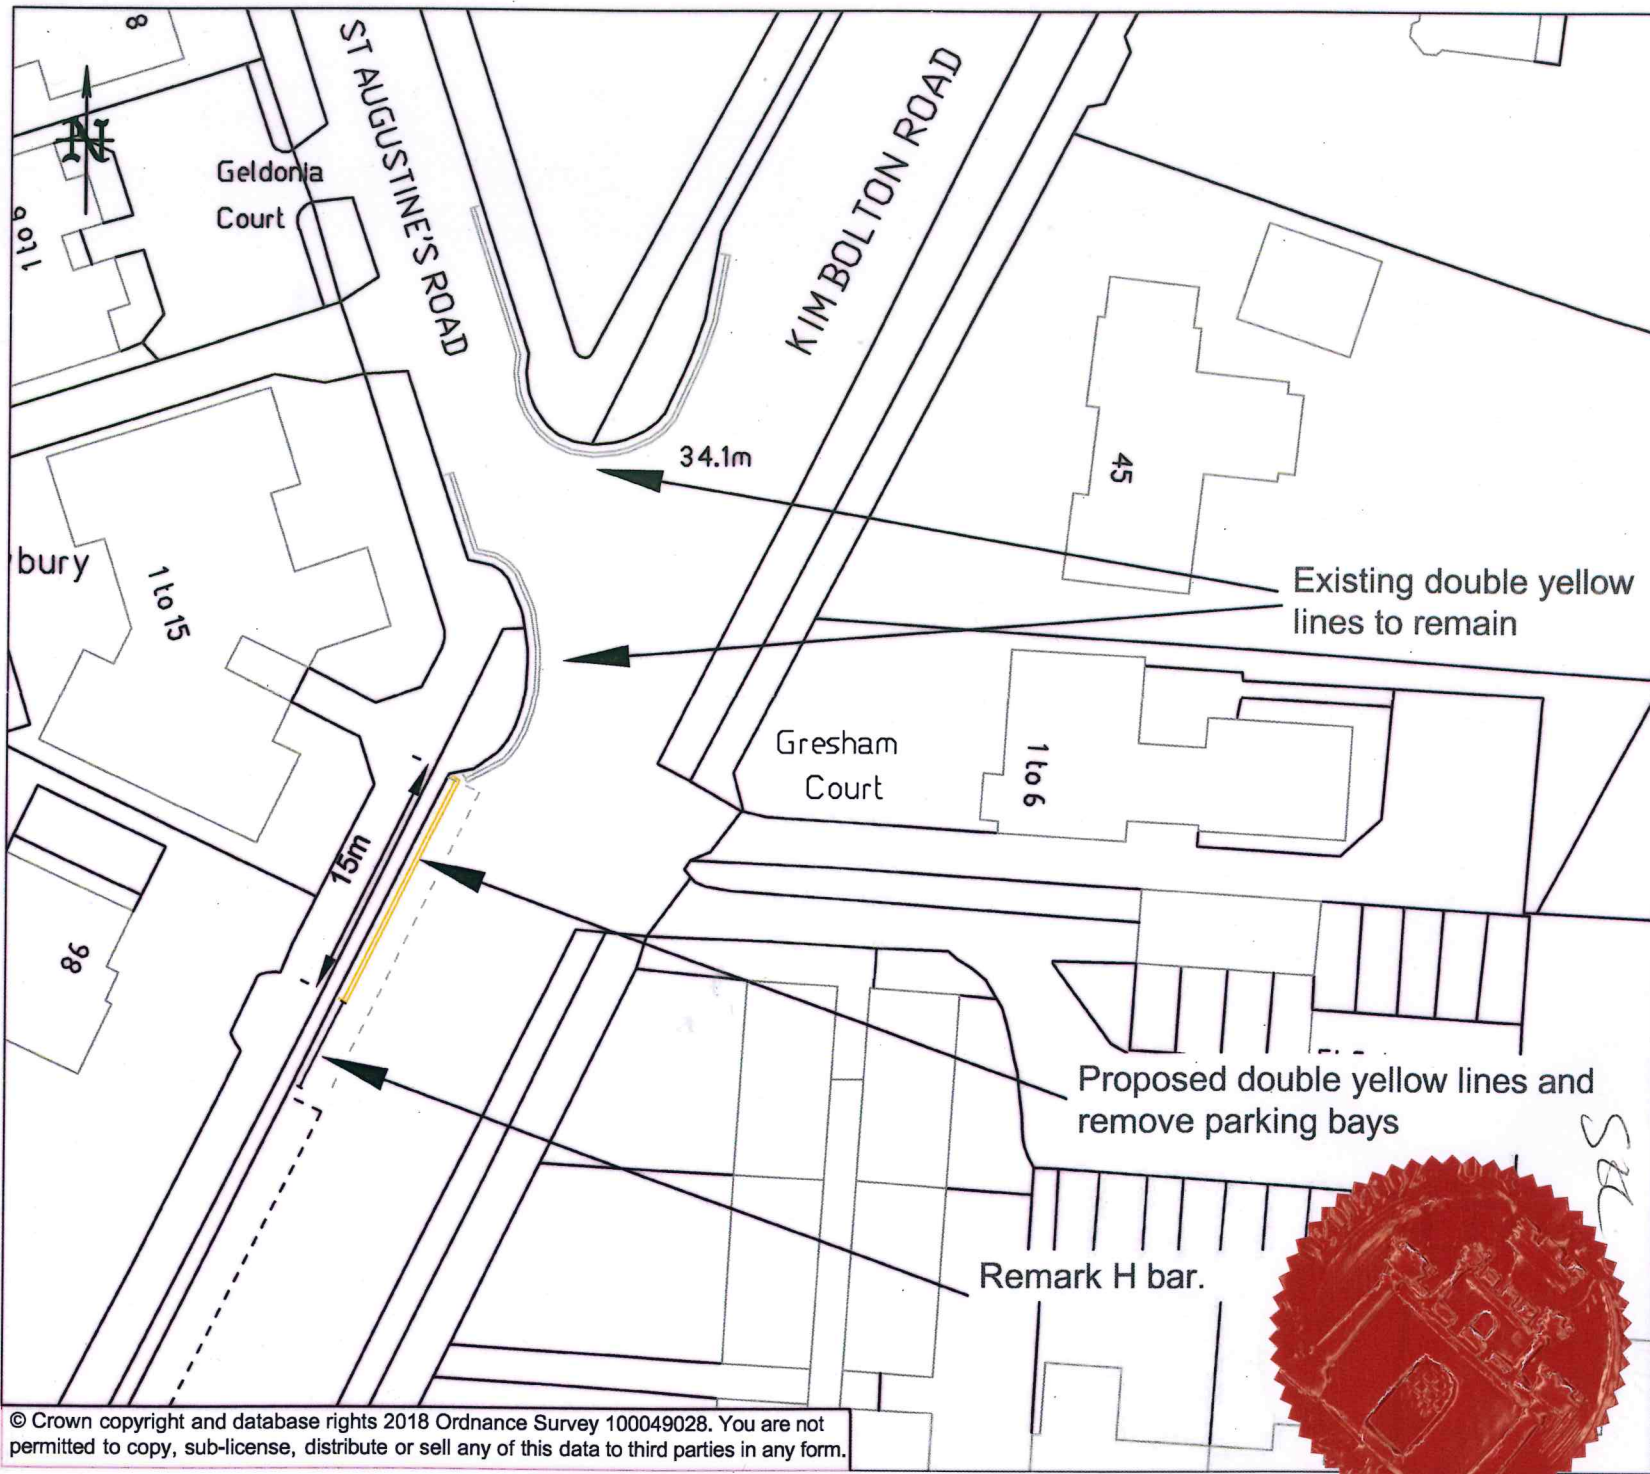 8
N
ST AUGUSTINE'S ROAD
KIMBOLTON ROAD
Geldonia
Court
1 to 9
34.1m
45
bury
1 to 15
Existing double yellow
lines to remain
Gresham
Court
1 to 6
15m
86
Proposed double yellow lines and
remove parking bays
Remark H bar.
© Crown copyright and database rights 2018 Ordnance Survey 100049028. You are not
permitted to copy, sub-license, distribute or sell any of this data to third parties in any form.